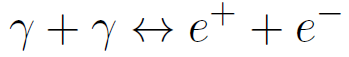 γ + γ ↔ e⁺ + e⁻